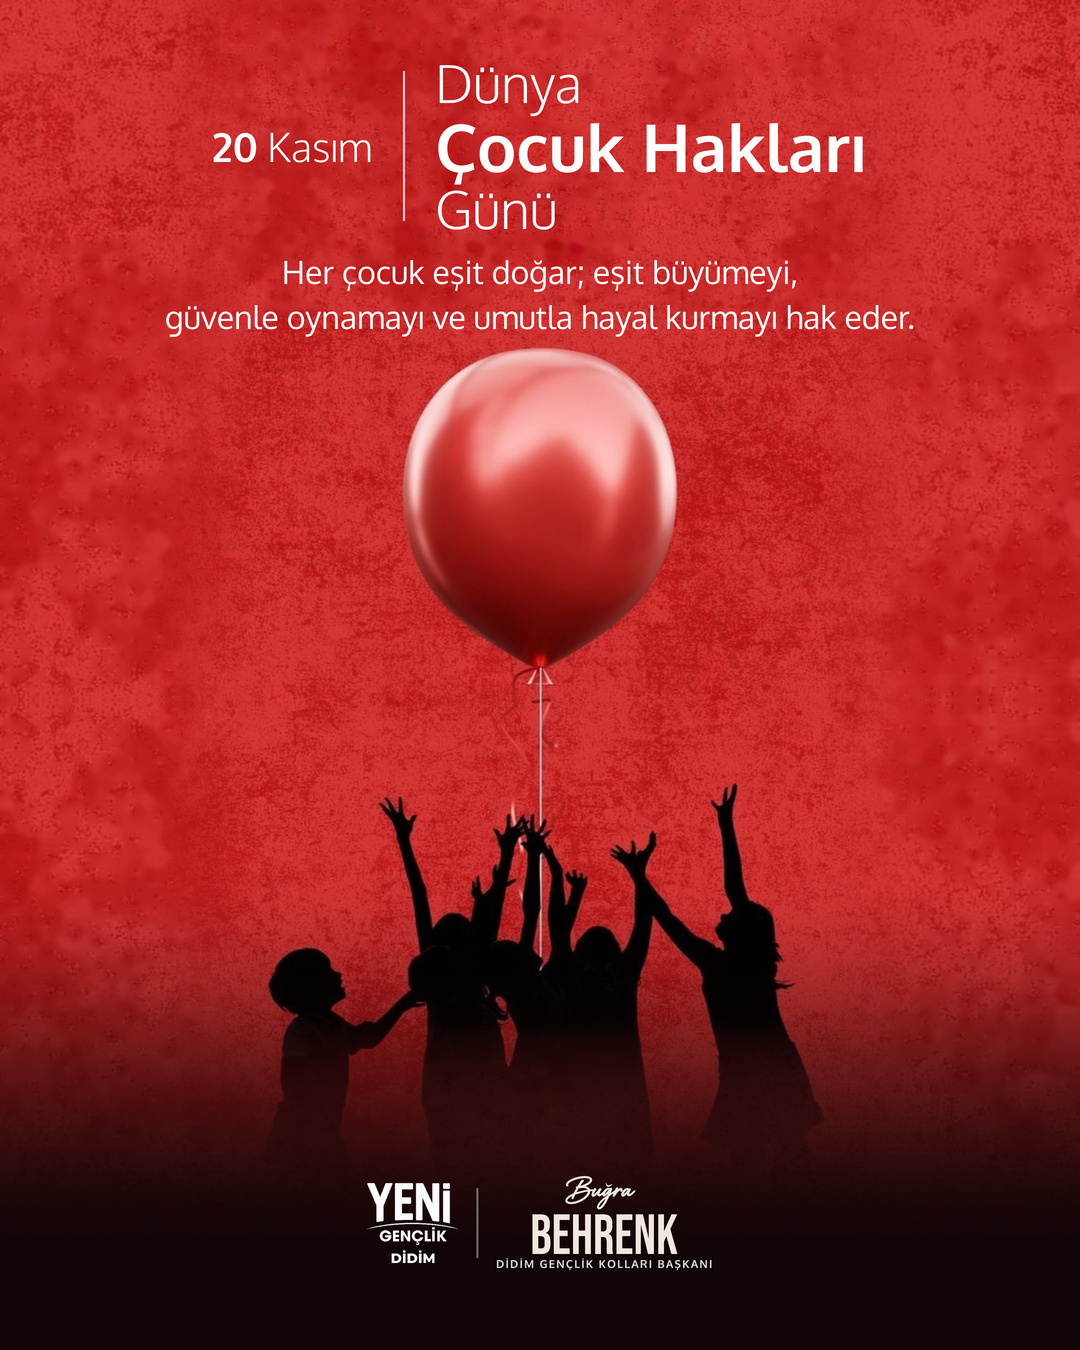 20 Kasım
Dünya
Çocuk Hakları
Günü
Her çocuk eşit doğar; eşit büyümeyi,
güvenle oynamayı ve umutla hayal kurmayı hak eder.
YENİ
GENÇLİK
DİDİM
Buğra
BEHRENK
DİDİM GENÇLİK KOLLARI BAŞKANI